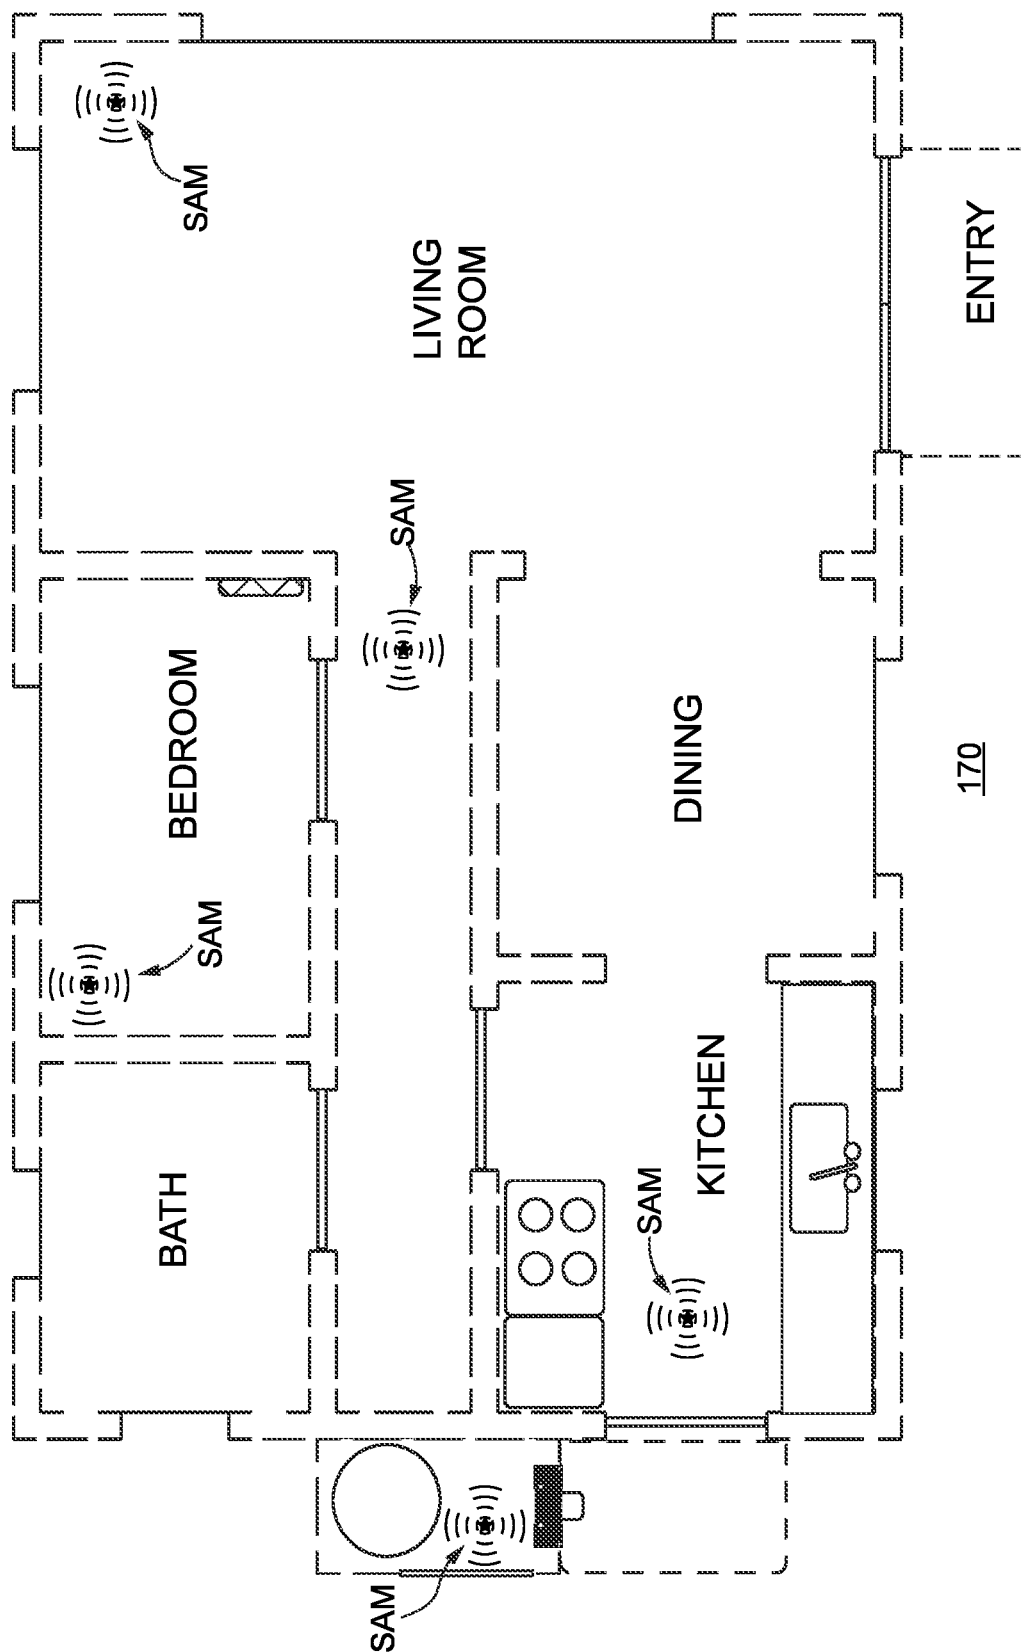 BATH
BEDROOM
SAM
SAM
SAM
SAM
LIVING
ROOM
SAM
KITCHEN
DINING
170
ENTRY